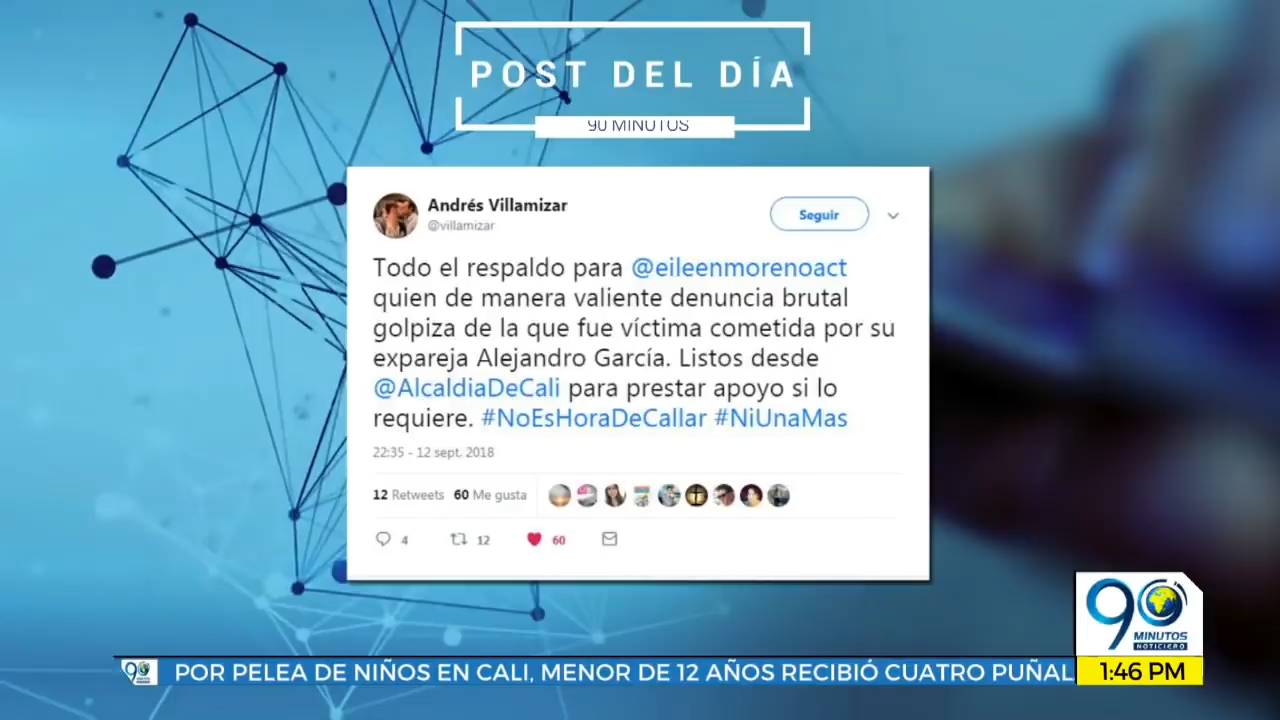 POST DEL DÍA
90 MINUTOS
Andrés Villamizar
@villamizar
Seguir
Todo el respaldo para @eileenmorenoact
quien de manera valiente denuncia brutal
golpiza de la que fue víctima cometida por su
expareja Alejandro García. Listos desde
@AlcaldiaDeCali para prestar apoyo si lo
requiere. #NoEsHoraDeCallar #NiUnaMas
22:35 - 12 sept. 2018
12 Retweets 60 Me gusta
4 12 60
90
MINUTOS
NOTICIERO
POR PELEA DE NIÑOS EN CALI, MENOR DE 12 AÑOS RECIBIÓ CUATRO PUÑAL
1:46 PM